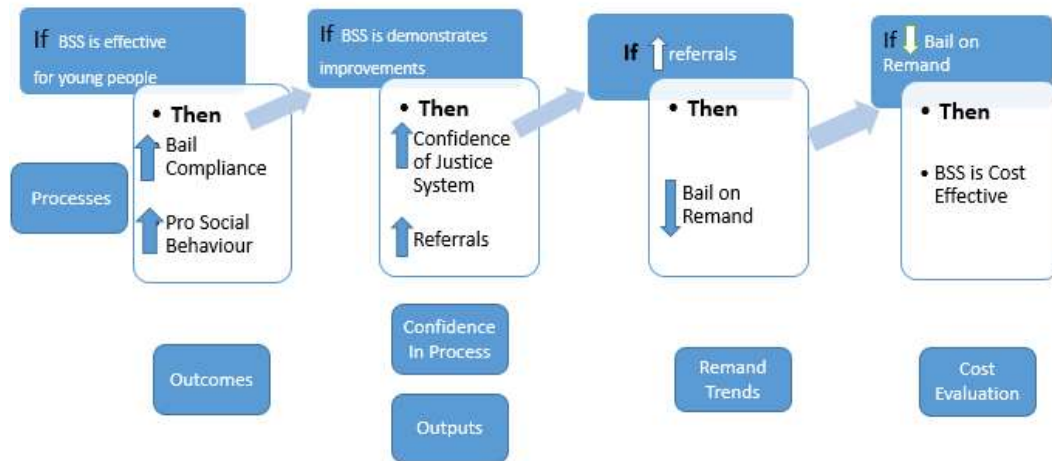 If BSS is effective
for young people
• Then
• Bail
Compliance
• Pro Social
Behaviour
Processes
Outcomes
If BSS is demonstrates
improvements
• Then
• Confidence
of Justice
System
• Referrals
Confidence
In Process
Outputs
If referrals
• Then
• Bail on
Remand
Remand
Trends
If Bail on
Remand
• Then
• BSS is Cost
Effective
Cost
Evaluation